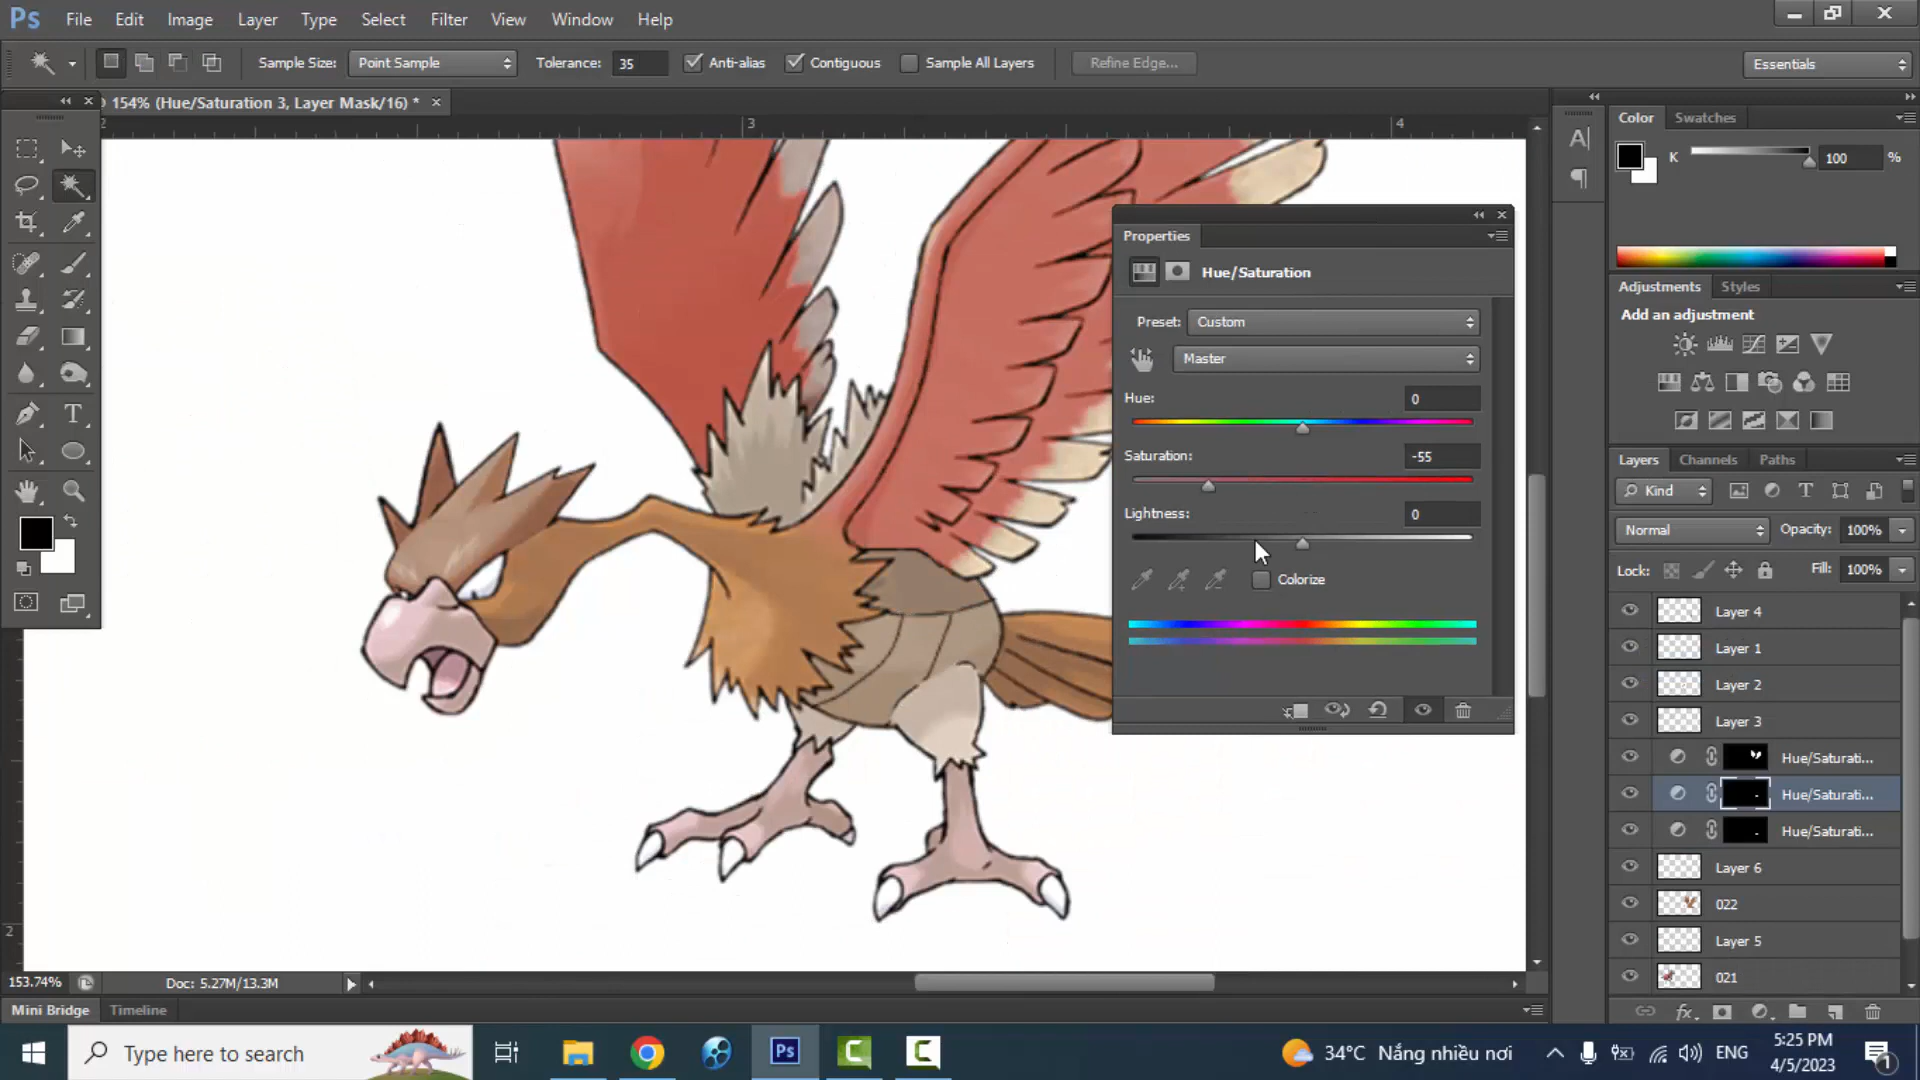 Ps File Edit Image Layer Type Select Filter View Window Help
Sample Size: Point Sample Tolerance: 35 Anti-alias Contiguous Sample All Layers Refine Edge... Essentials
154% (Hue/Saturation 3, Layer Mask/16) *
2 3 4
Color Swatches
K 100 %
Properties
Hue/Saturation
Preset: Custom
Master
Hue: 0
Saturation: -55
Lightness: 0
Colorize
Adjustments Styles
Add an adjustment
Layers Channels Paths
Kind
Normal Opacity: 100%
Lock: Fill: 100%
Layer 4
Layer 1
Layer 2
Layer 3
Hue/Saturati...
Hue/Saturati...
Hue/Saturati...
Layer 6
022
Layer 5
021
2
153.74% Doc: 5.27M/13.3M
Mini Bridge Timeline
Type here to search
Ps
34°C Nắng nhiều nơi
ENG
5:25 PM
4/5/2023
1